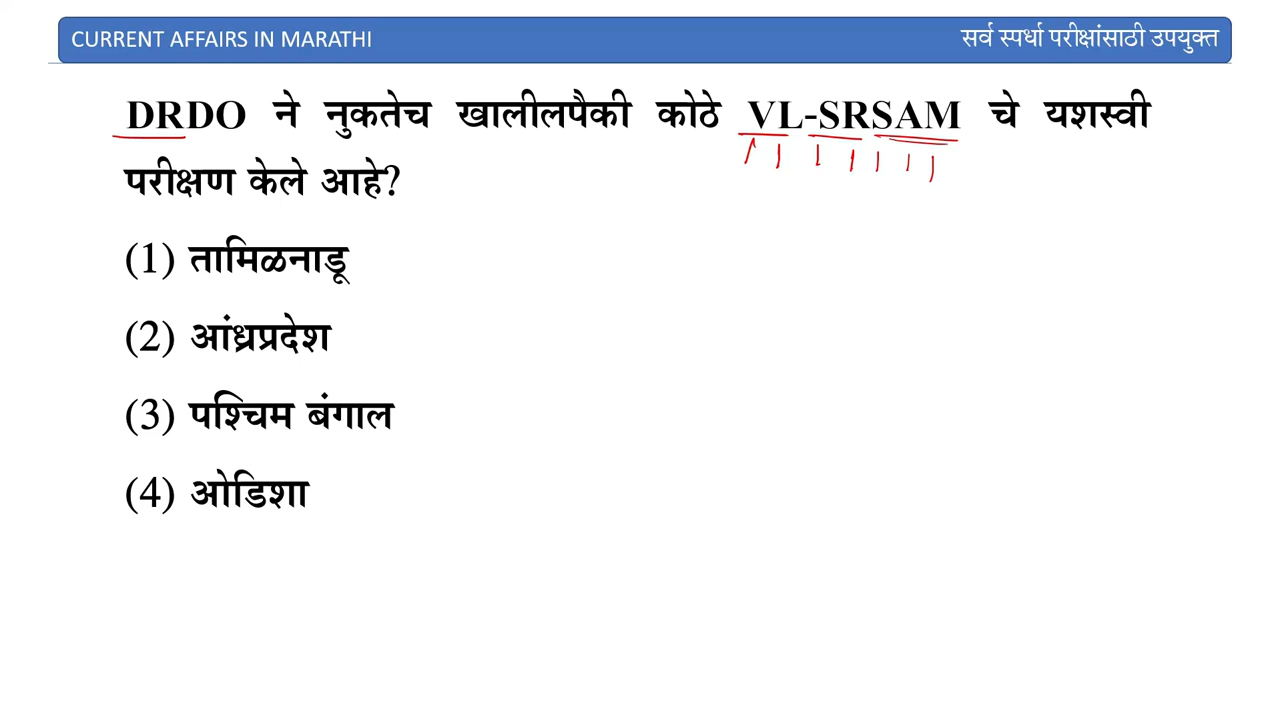 CURRENT AFFAIRS IN MARATHI
सर्व स्पर्धा परीक्षांसाठी उपयुक्त
DRDO ने नुकतेच खालीलपैकी कोठे VL-SRSAM चे यशस्वी
परीक्षण केले आहे?
(1) तामिळनाडू
(2) आंध्रप्रदेश
(3) पश्चिम बंगाल
(4) ओडिशा